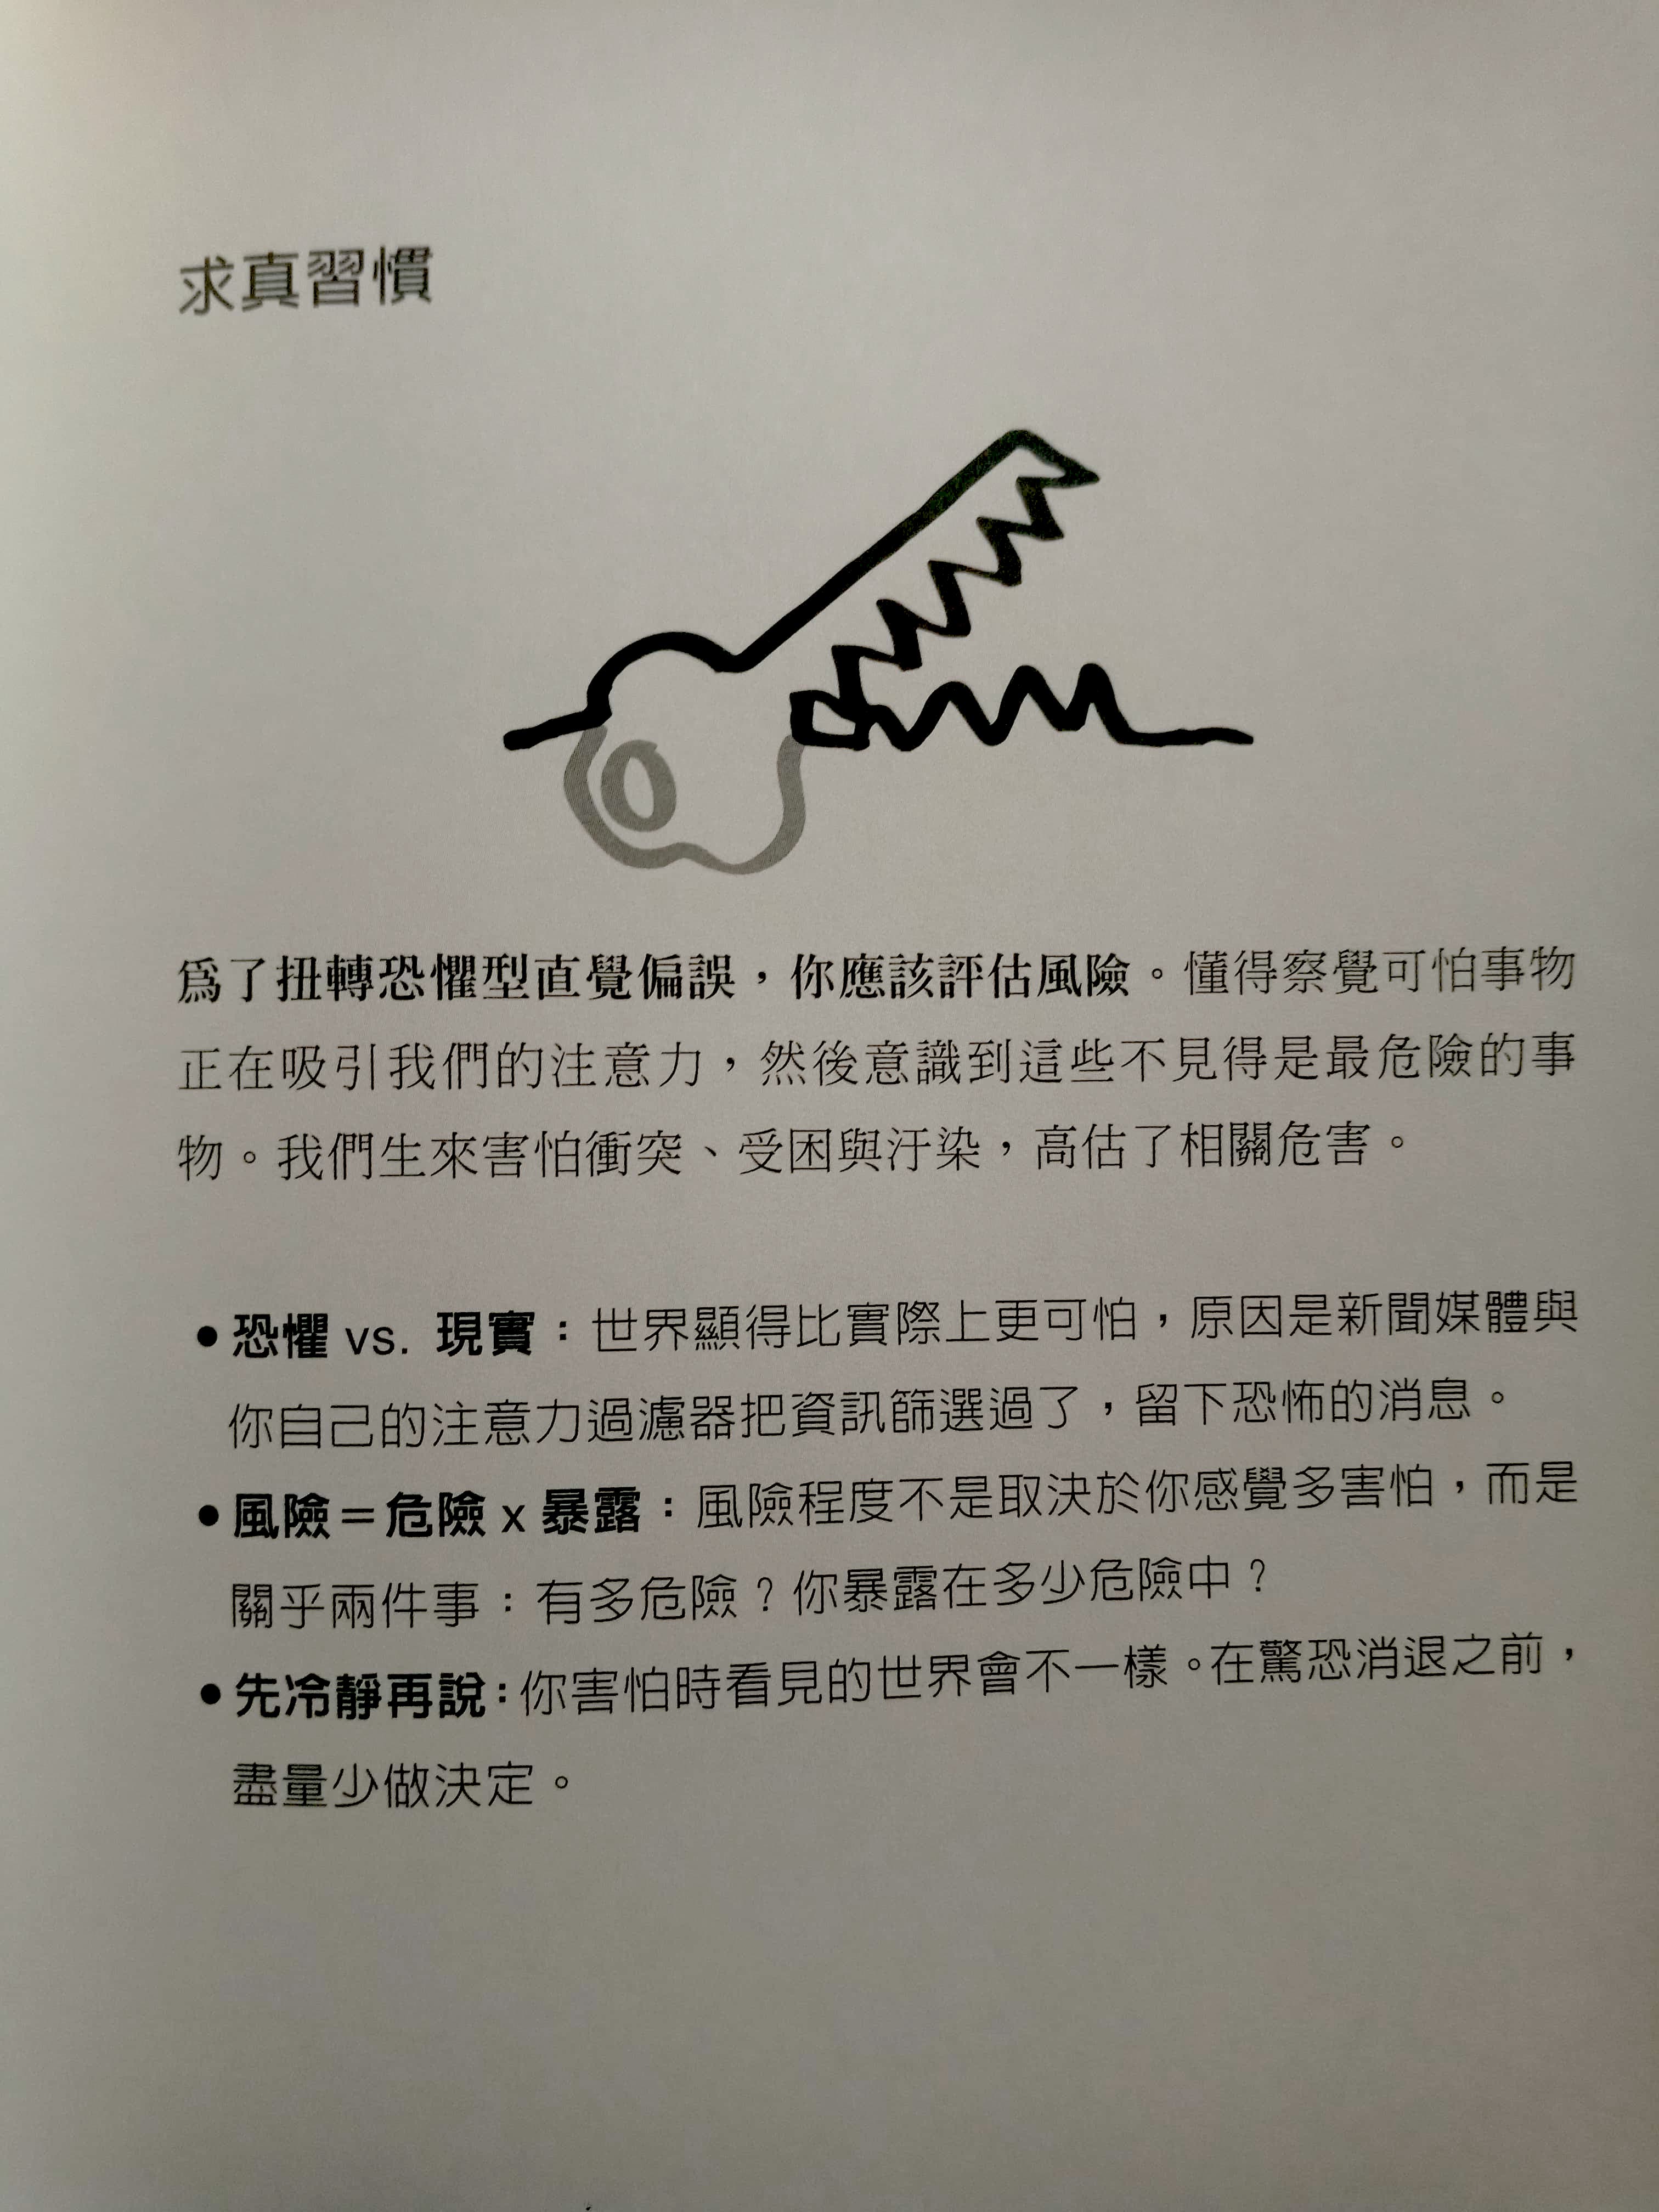 求真習慣
爲了扭轉恐懼型直覺偏誤，你應該評估風險。懂得察覺可怕事物
正在吸引我們的注意力，然後意識到這些不見得是最危險的事
物。我們生來害怕衝突、受困與汙染，高估了相關危害。
●恐懼 vs. 現實：世界顯得比實際上更可怕，原因是新聞媒體與
你自己的注意力過濾器把資訊篩選過了，留下恐怖的消息。
●風險＝危險 x 暴露：風險程度不是取決於你感覺多害怕，而是
關乎兩件事：有多危險？你暴露在多少危險中？
●先冷靜再說：你害怕時看見的世界會不一樣。在驚恐消退之前，
盡量少做決定。